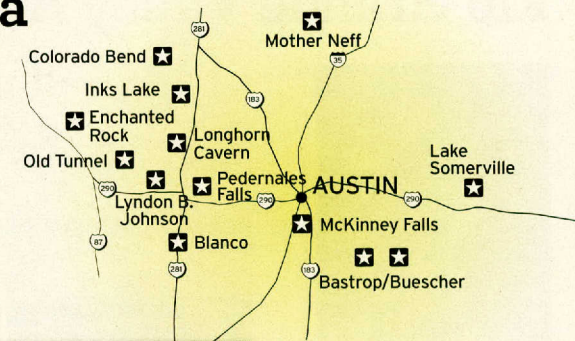 a
281
Mother Neff
Colorado Bend
35
Inks Lake
183
Enchanted
Rock
Longhorn
Cavern
Old Tunnel
Lake
Somerville
Pedernales
Falls
AUSTIN
290
290
290
Lyndon B.
Johnson
McKinney Falls
87
Blanco
281
183
Bastrop/Buescher